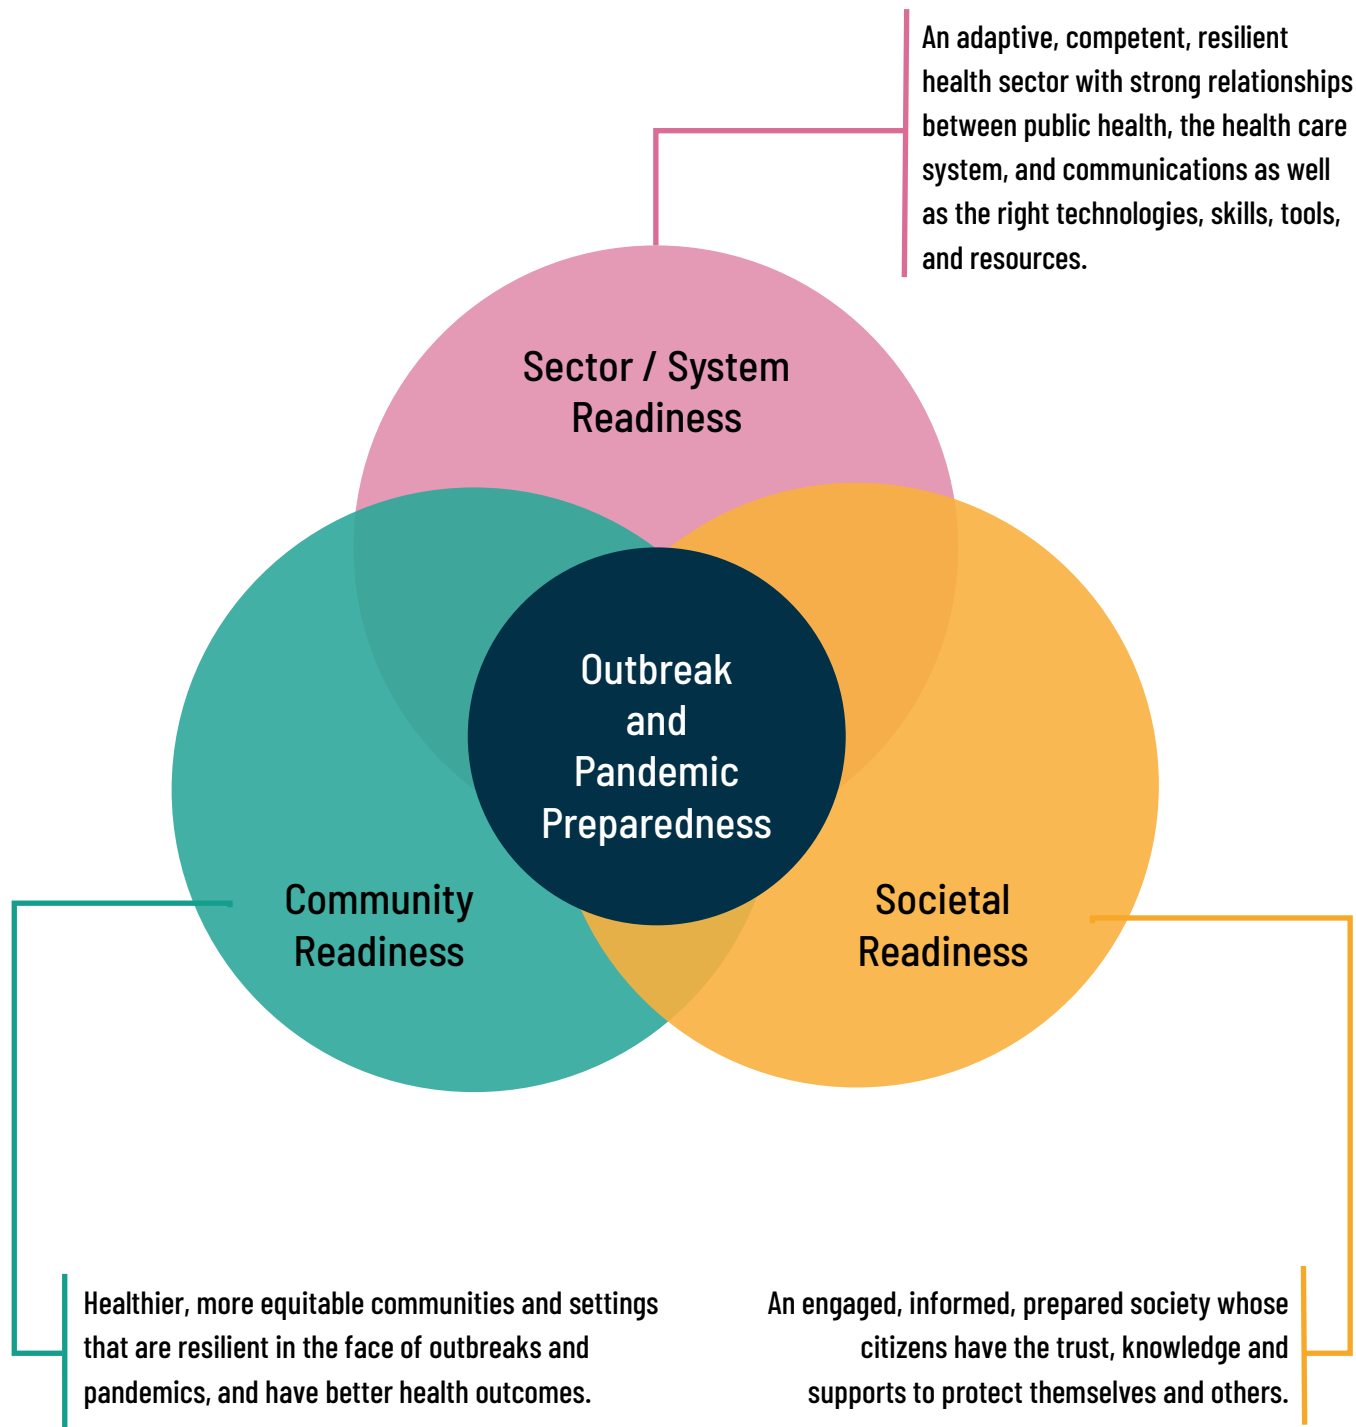 An adaptive, competent, resilient
health sector with strong relationships
between public health, the health care
system, and communications as well
as the right technologies, skills, tools,
and resources.
Sector / System
Readiness
Outbreak
and
Pandemic
Preparedness
Community
Readiness
Societal
Readiness
Healthier, more equitable communities and settings
that are resilient in the face of outbreaks and
pandemics, and have better health outcomes.
An engaged, informed, prepared society whose
citizens have the trust, knowledge and
supports to protect themselves and others.